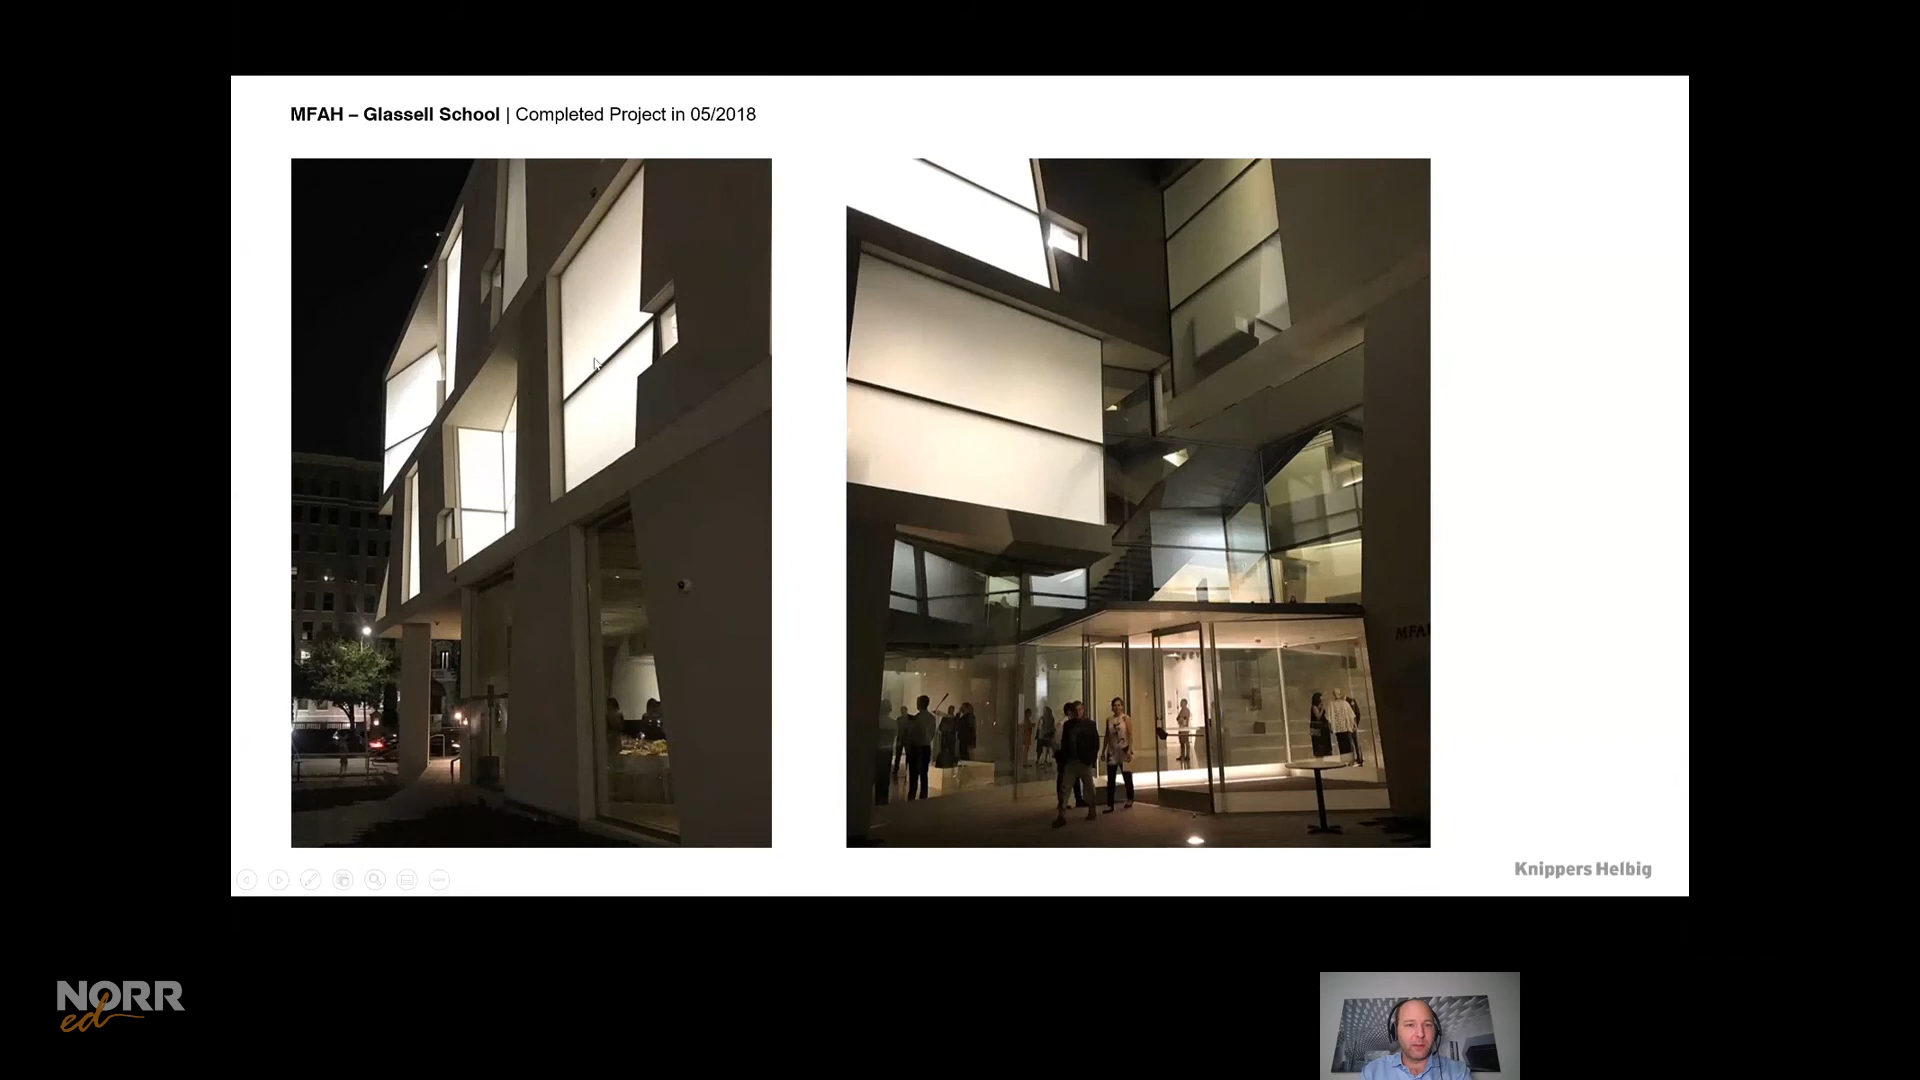 MFAH – Glassell School | Completed Project in 05/2018
MFA
Knippers Helbig
NORR
ed